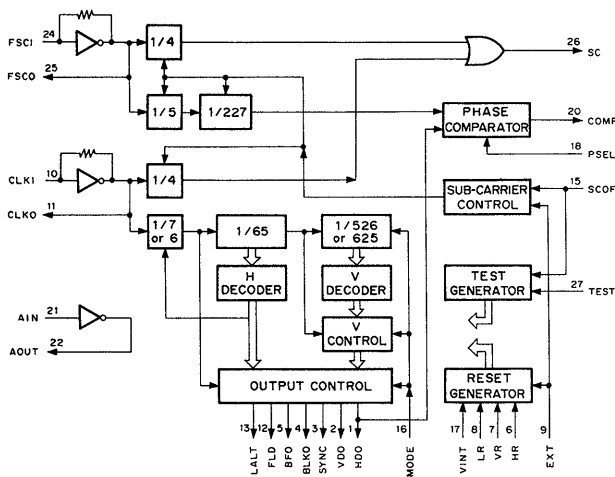 FSCI 24
1/4
26 SC
FSCO 25
1/5
1/227
PHASE COMPARATOR
20 COMP
18 PSEL
CLKI 10
1/4
CLKO 11
SUB-CARRIER CONTROL
15 SCOF
1/7 or 6
1/65
1/526 or 625
H DECODER
V DECODER
TEST GENERATOR
27 TEST
AIN 21
AOUT 22
V CONTROL
OUTPUT CONTROL
RESET GENERATOR
13 12 5 4 3 2 1 16 17 8 7 6 9
LALT FLD BFO BLKO SYNC VDO HDO MODE VINT LR VR HR EXT